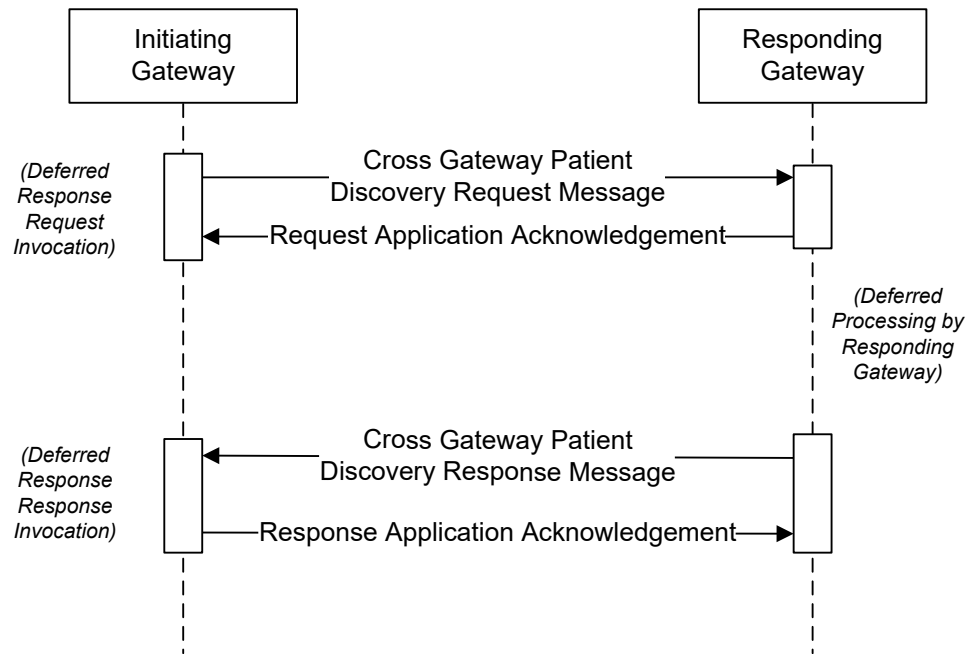 Initiating
Gateway
Responding
Gateway
(Deferred
Response
Request
Invocation)
Cross Gateway Patient
Discovery Request Message
Request Application Acknowledgement
(Deferred
Processing by
Responding
Gateway)
(Deferred
Response
Response
Invocation)
Cross Gateway Patient
Discovery Response Message
Response Application Acknowledgement